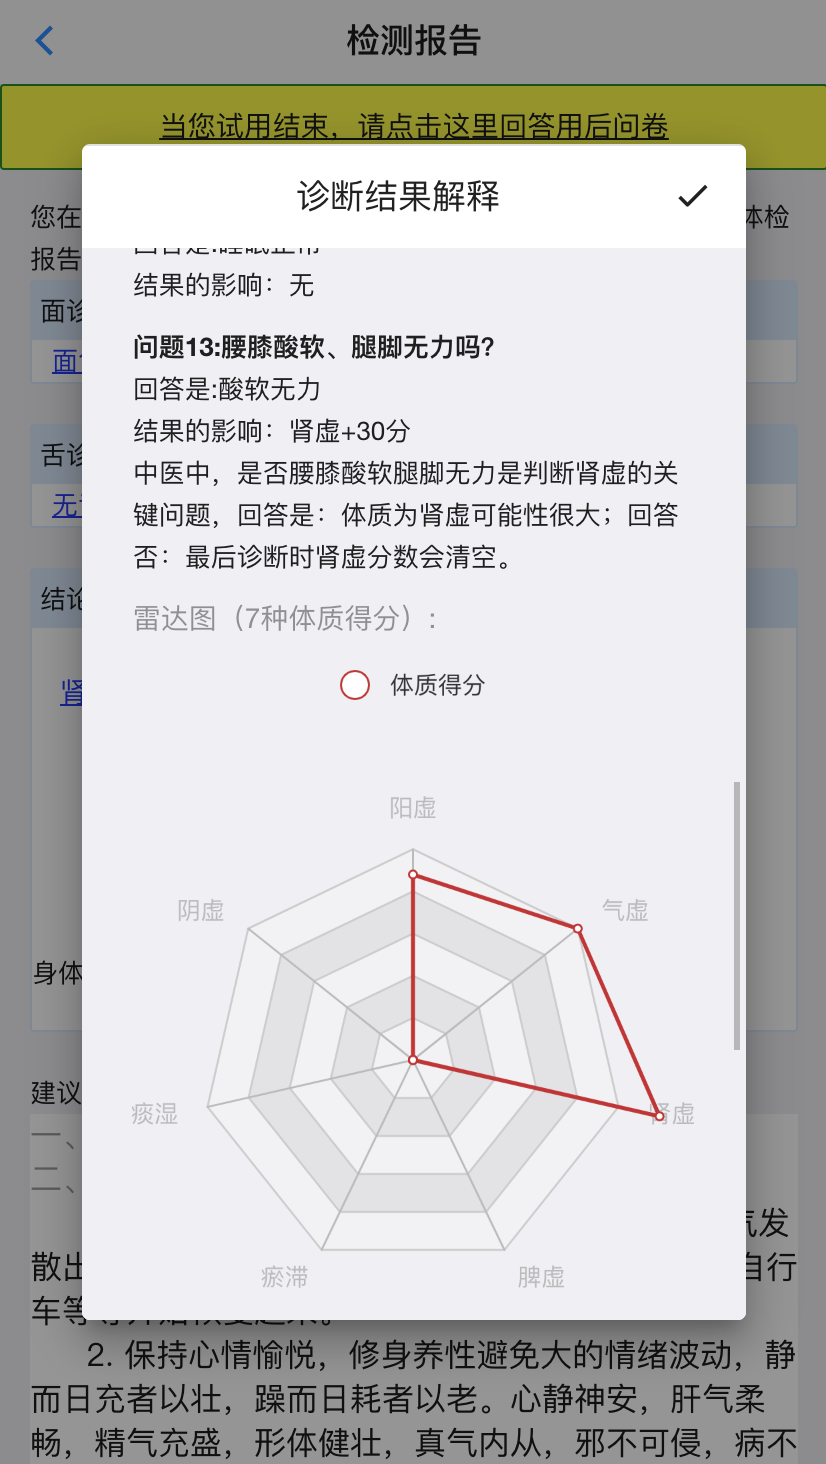 检测报告
当您试用结束，请点击这里回答用后问卷
诊断结果解释
您在
体检
报告
回答是:睡眠正常
结果的影响：无
面诊
问题13:腰膝酸软、腿脚无力吗?
回答是:酸软无力
结果的影响：肾虚+30分
舌诊
中医中，是否腰膝酸软腿脚无力是判断肾虚的关
键问题，回答是：体质为肾虚可能性很大；回答
否：最后诊断时肾虚分数会清空。
结论
雷达图（7种体质得分）:
体质得分
肾
阳虚
阴虚
气虚
身体
痰湿
肾虚
瘀滞
脾虚
建议
一、
二、
气发
散出
自行
车等
2. 保持心情愉悦，修身养性避免大的情绪波动，静
而日充者以壮，躁而日耗者以老。心静神安，肝气柔
畅，精气充盛，形体健壮，真气内从，邪不可侵，病不